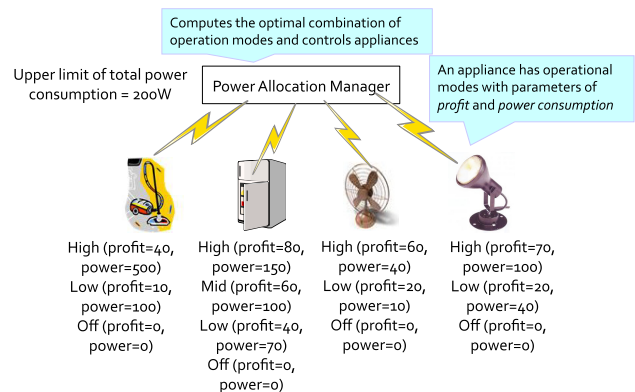 Computes the optimal combination of
operation modes and controls appliances
Upper limit of total power
consumption = 200W
Power Allocation Manager
An appliance has operational
modes with parameters of
profit and power consumption
High (profit=40,
power=500)
Low (profit=10,
power=100)
Off (profit=0,
power=0)
High (profit=80,
power=150)
Mid (profit=60,
power=100)
Low (profit=40,
power=70)
Off (profit=0,
power=0)
High (profit=60,
power=40)
Low (profit=20,
power=10)
Off (profit=0,
power=0)
High (profit=70,
power=100)
Low (profit=20,
power=40)
Off (profit=0,
power=0)